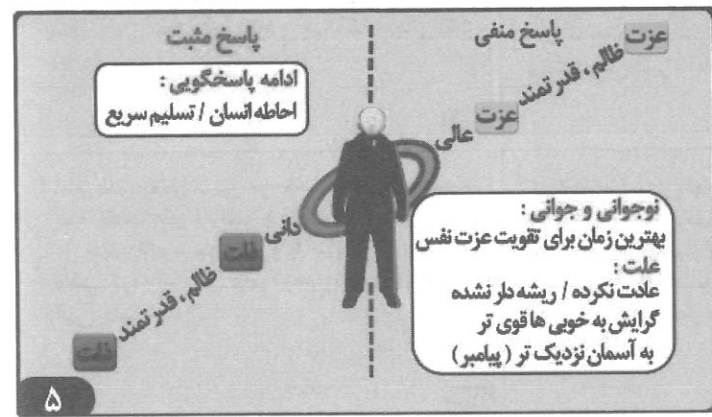 پاسخ منفی
عزت
ظالم، قدرتمند
عزت
عالی
نوجوانی و جوانی :
بهترین زمان برای تقویت عزت نفس
علت :
عادت نکرده / ریشه دار نشده
گرایش به خوبی ها قوی تر
به آسمان نزدیک تر ( پیامبر )
پاسخ مثبت
ادامه پاسخگویی :
احاطه انسان / تسلیم سریع
دانی
ذلت
ظالم، قدرتمند
ذلت
۵